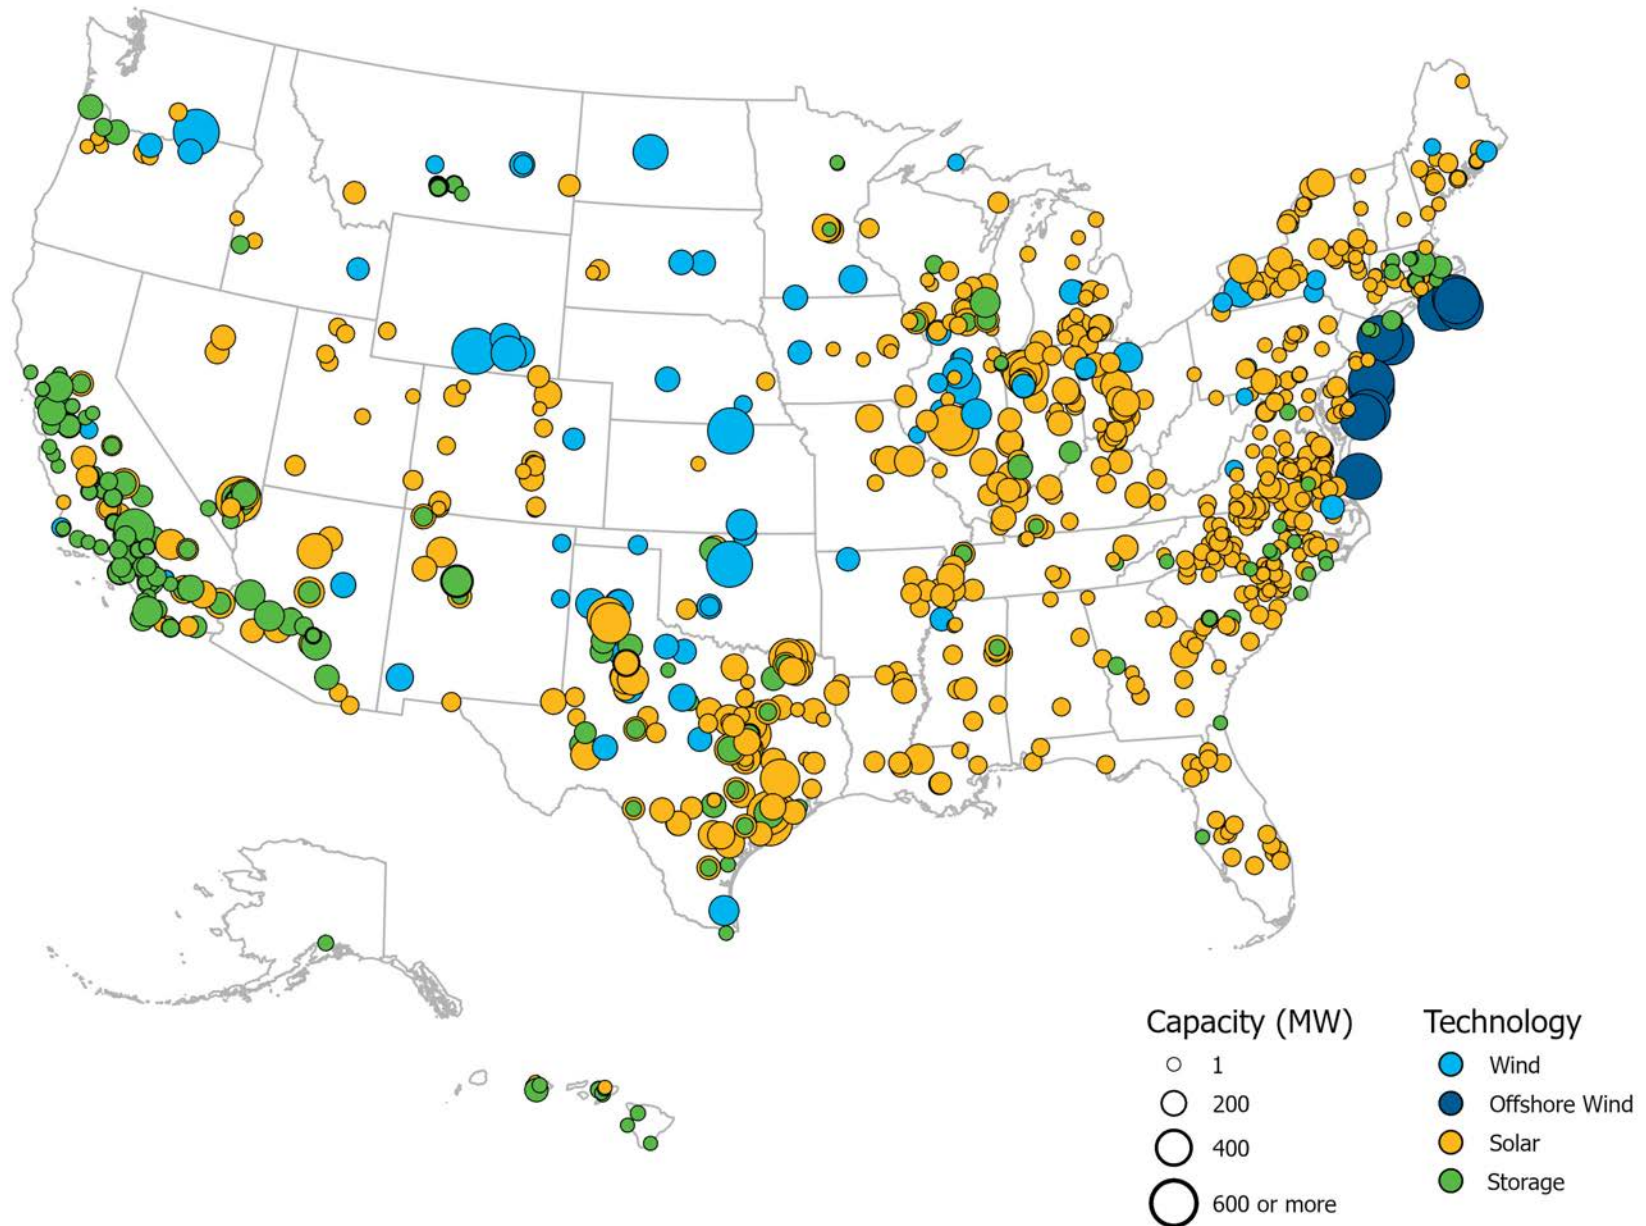 Capacity (MW)
1
200
400
600 or more
Technology
Wind
Offshore Wind
Solar
Storage